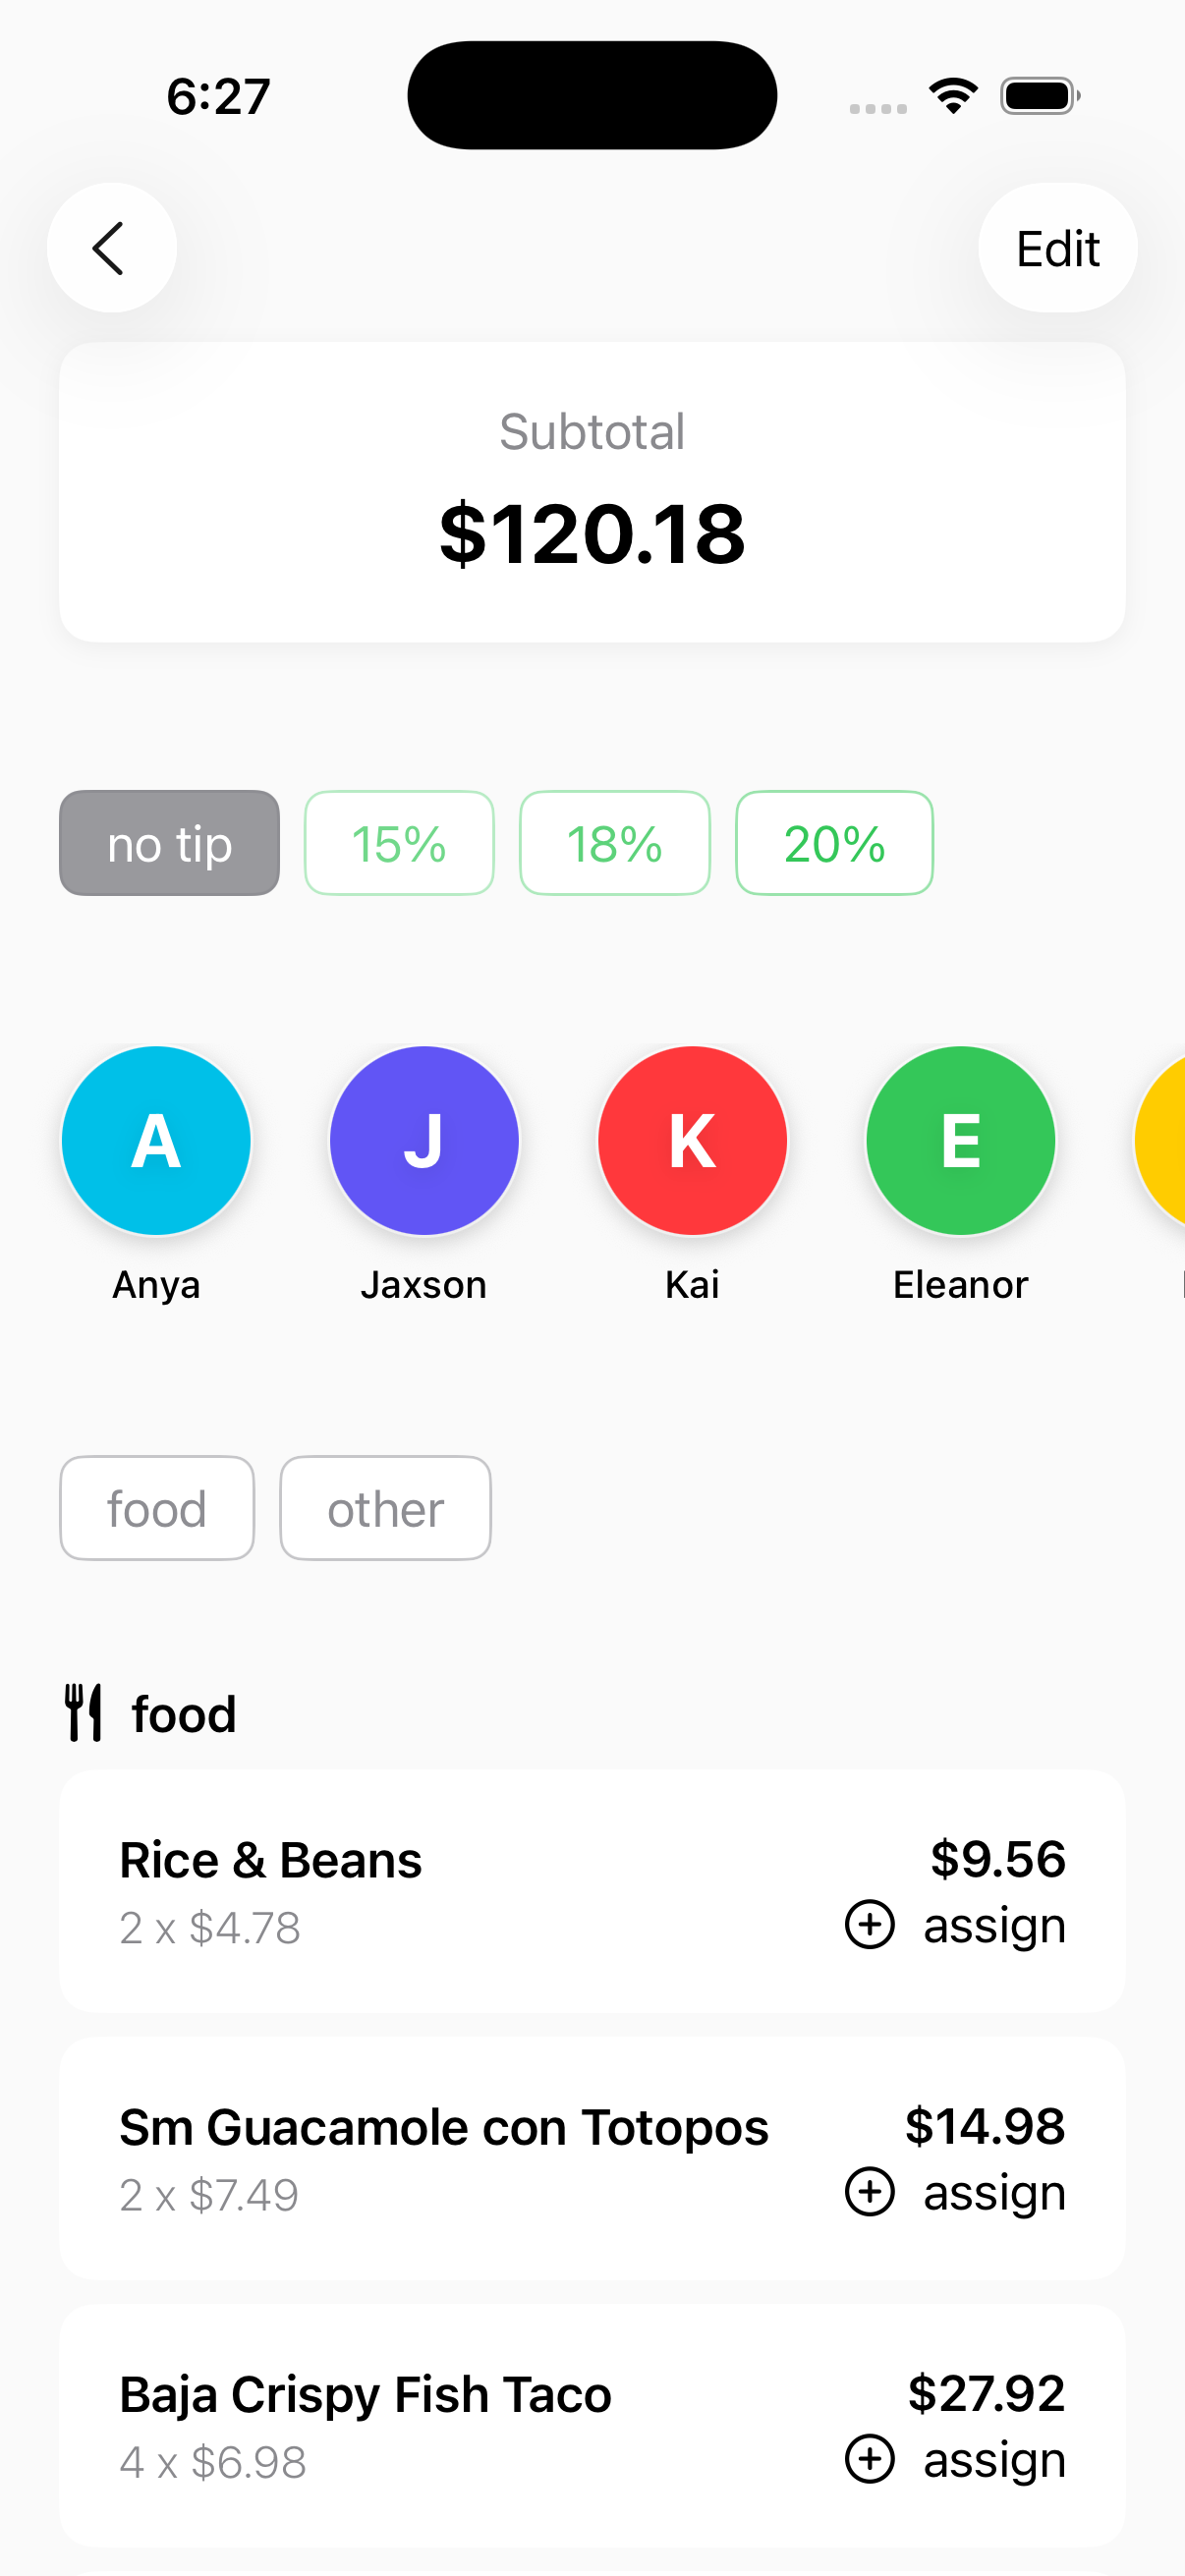 6:27
Edit
Subtotal
$120.18
no tip 15% 18% 20%
A J K E
Anya Jaxson Kai Eleanor
food other
food
Rice & Beans $9.56
2 x $4.78 assign
Sm Guacamole con Totopos $14.98
2 x $7.49 assign
Baja Crispy Fish Taco $27.92
4 x $6.98 assign